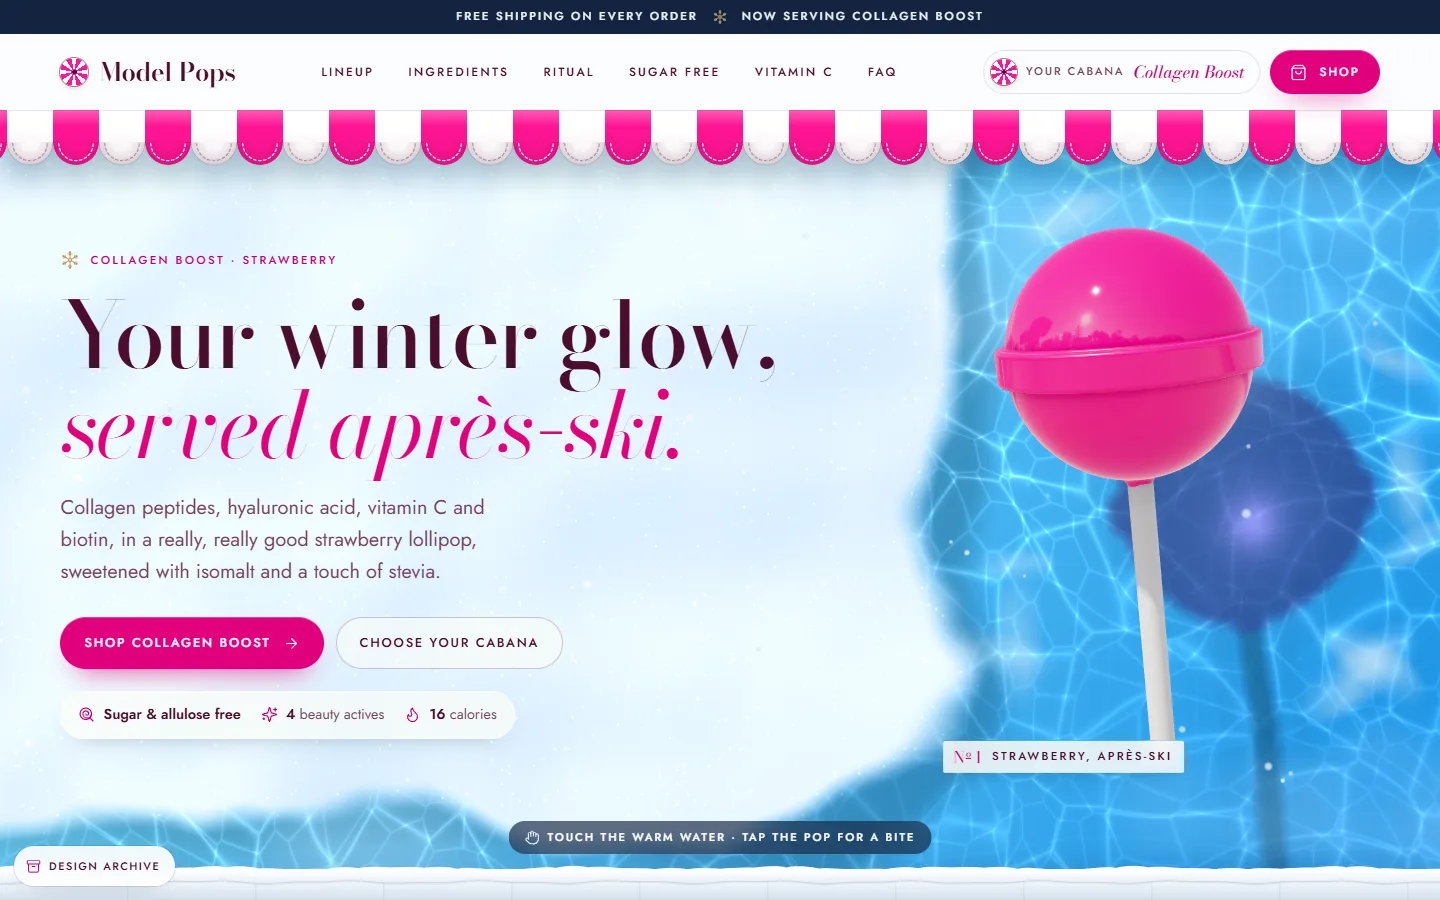 FREE SHIPPING ON EVERY ORDER NOW SERVING COLLAGEN BOOST
Model Pops
LINEUP INGREDIENTS RITUAL SUGAR FREE VITAMIN C FAQ
YOUR CABANA Collagen Boost
SHOP
COLLAGEN BOOST · STRAWBERRY
Your winter glow,
served après-ski.
Collagen peptides, hyaluronic acid, vitamin C and
biotin, in a really, really good strawberry lollipop,
sweetened with isomalt and a touch of stevia.
SHOP COLLAGEN BOOST
CHOOSE YOUR CABANA
Sugar & allulose free 4 beauty actives 16 calories
Nº 1 STRAWBERRY, APRÈS-SKI
TOUCH THE WARM WATER · TAP THE POP FOR A BITE
DESIGN ARCHIVE